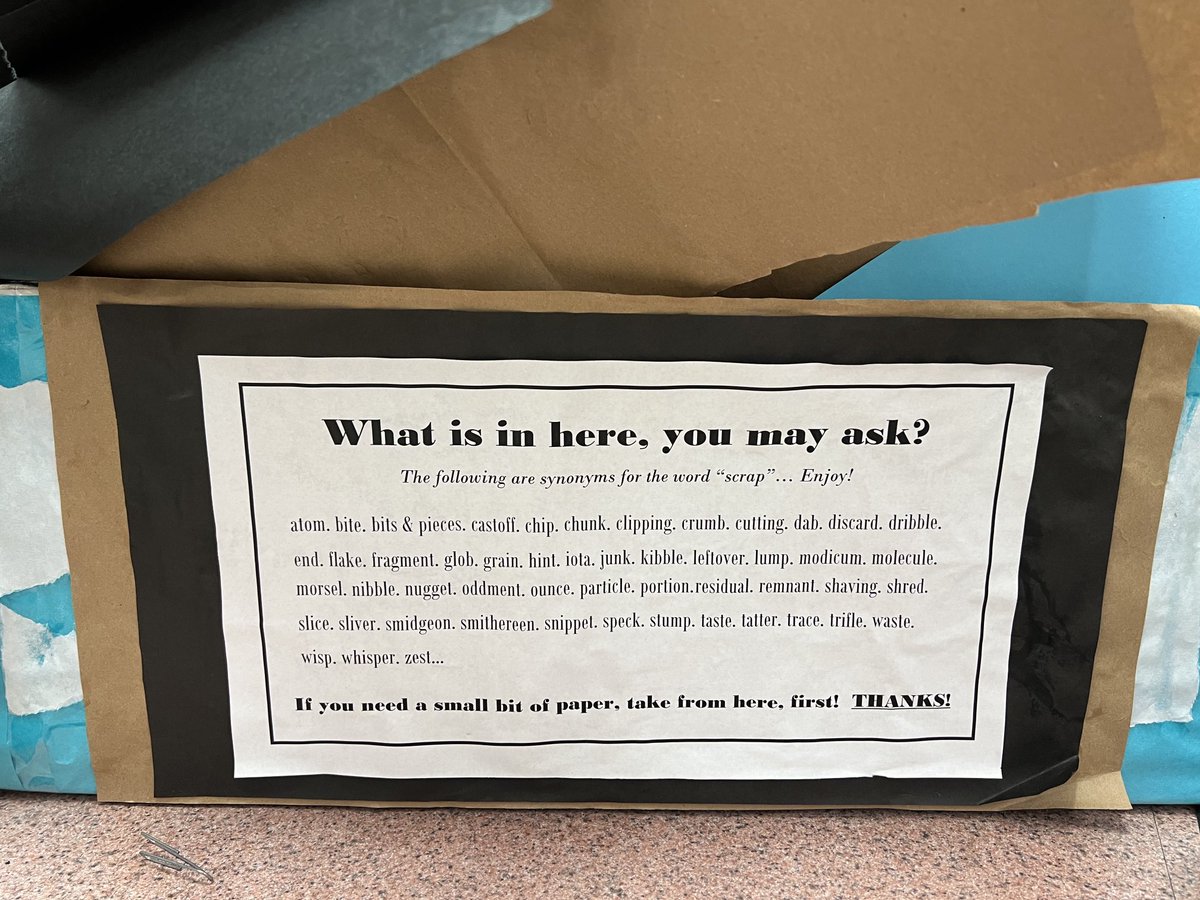 What is in here, you may ask?
The following are synonyms for the word “scrap”... Enjoy!
atom. bite. bits & pieces. castoff. chip. chunk. clipping. crumb. cutting. dab. discard. dribble.
end. flake. fragment. glob. grain. hint. iota. junk. kibble. leftover. lump. modicum. molecule.
morsel. nibble. nugget. oddment. ounce. particle. portion.residual. remnant. shaving. shred.
slice. sliver. smidgeon. smithereen. snippet. speck. stump. taste. tatter. trace. trifle. waste.
wisp. whisper. zest...
If you need a small bit of paper, take from here, first! THANKS!